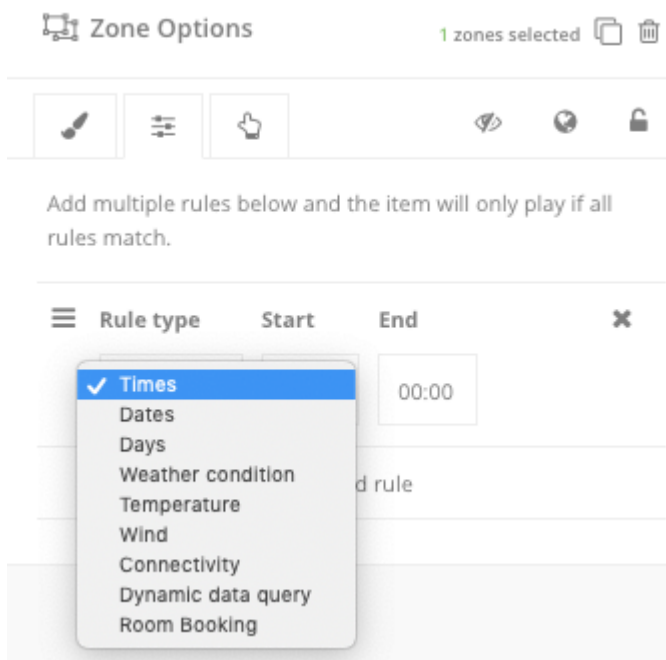 Zone Options
1 zones selected
Add multiple rules below and the item will only play if all
rules match.
Rule type Start End
Times
00:00
Dates
Days
Weather condition
rule
Temperature
Wind
Connectivity
Dynamic data query
Room Booking